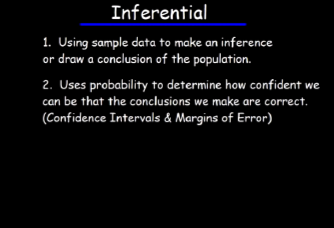 Inferential
1. Using sample data to make an inference
or draw a conclusion of the population.
2. Uses probability to determine how confident we
can be that the conclusions we make are correct.
(Confidence Intervals & Margins of Error)